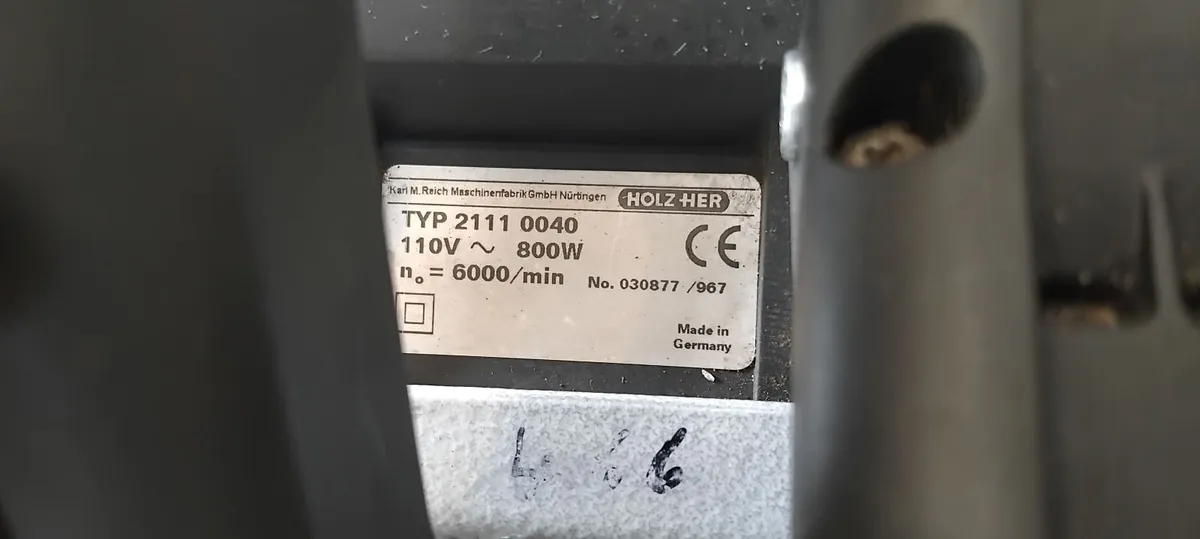 Karl M. Reich Maschinenfabrik GmbH Nürtingen HOLZ-HER
TYP 2111 0040
110V ~ 800W
CE
n₀ = 6000/min No. 030877 /967
Made in
Germany